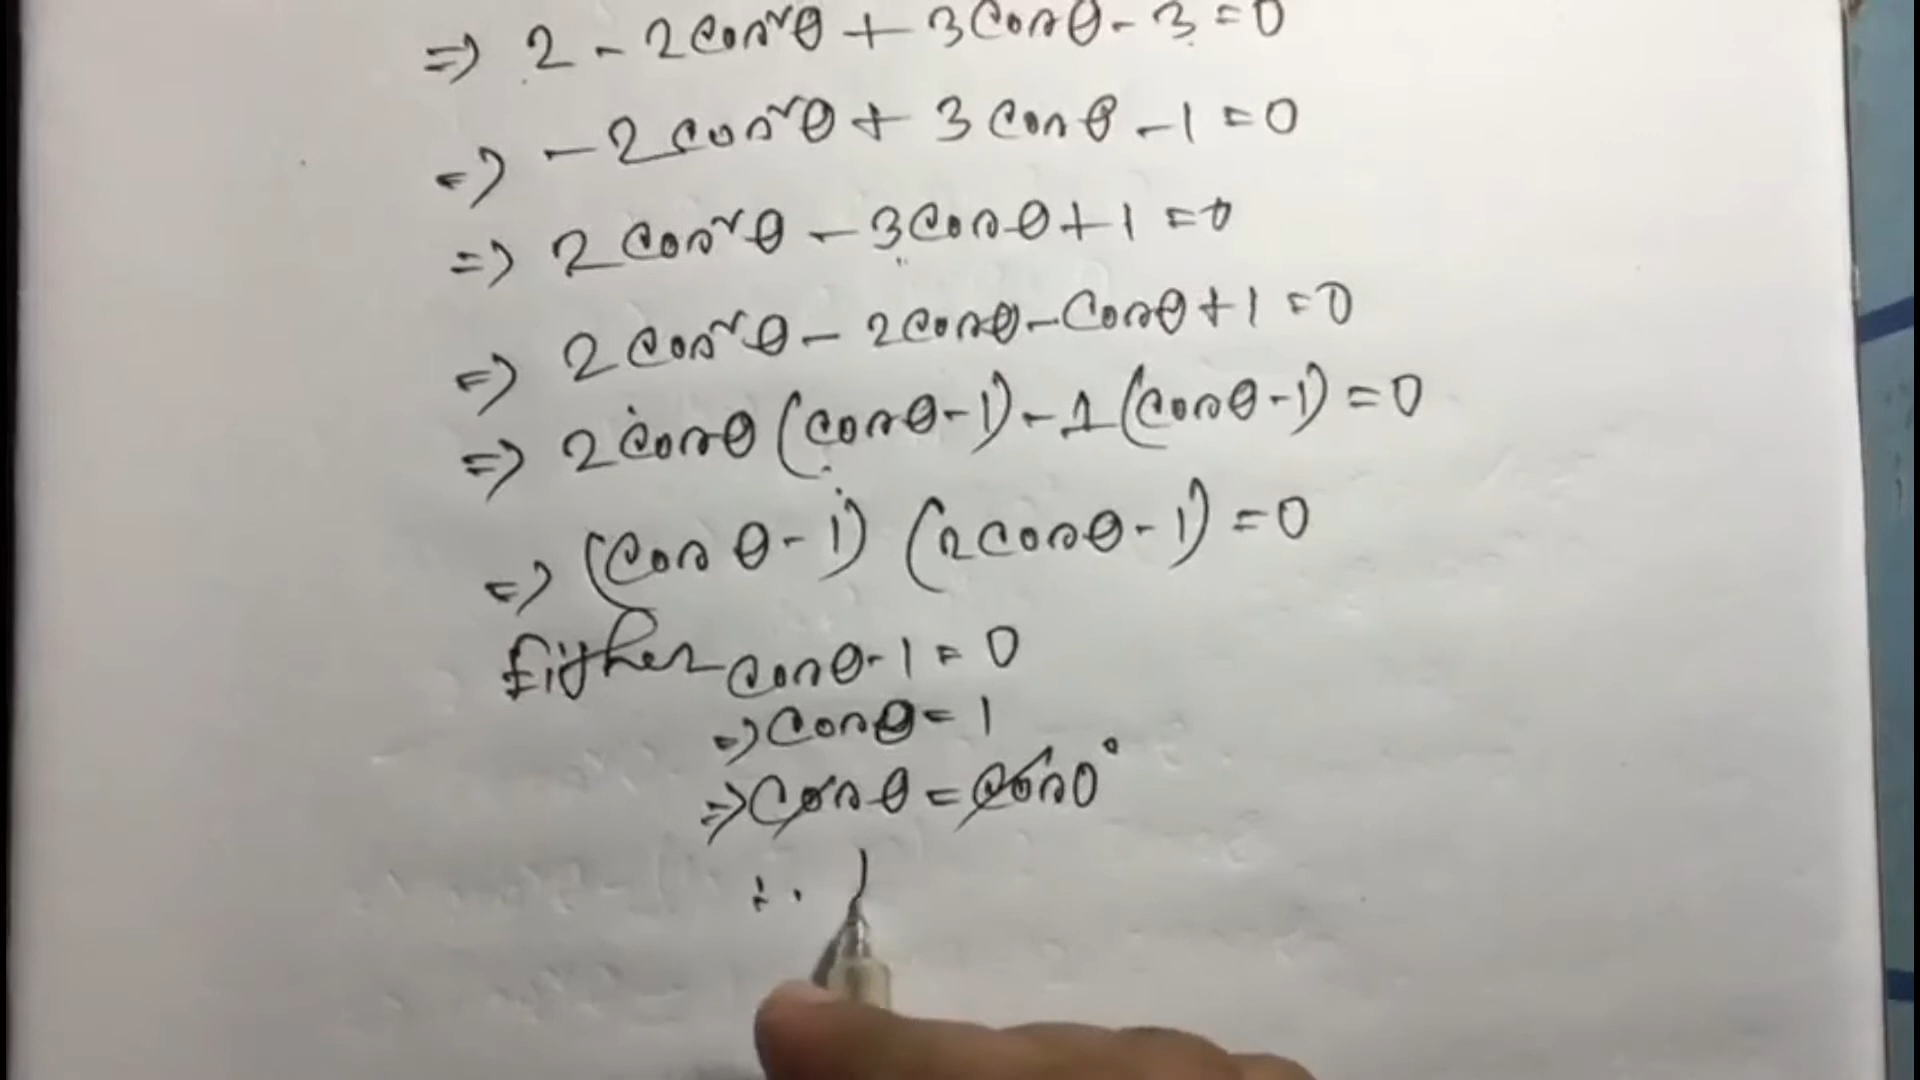 => 2 - 2cos²θ + 3cosθ - 3 = 0
=> -2cos²θ + 3cosθ - 1 = 0
=> 2cos²θ - 3cosθ + 1 = 0
=> 2cos²θ - 2cosθ - cosθ + 1 = 0
=> 2cosθ (cosθ - 1) - 1 (cosθ - 1) = 0
=> (cosθ - 1) (2cosθ - 1) = 0
Either cosθ - 1 = 0
=> cosθ = 1
=> cosθ = cos0°
∴